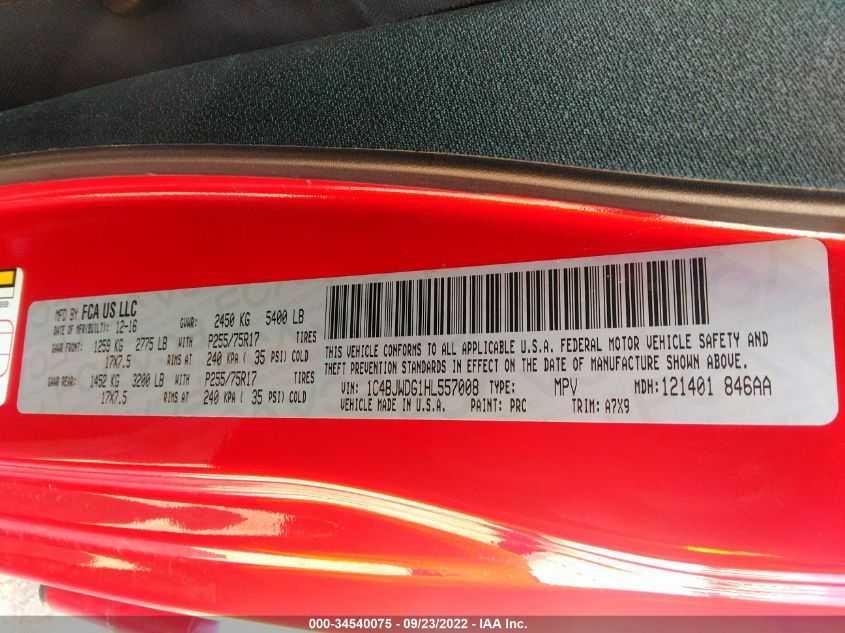 MFD BY FCA US LLC
DATE OF MFR(BUILT): 12-16 GVWR: 2450 KG 5400 LB
GAWR FRONT: 1259 KG 2775 LB WITH P255/75R17 TIRES
17X7.5 RIMS AT 240 KPA ( 35 PSI) COLD
GAWR REAR: 1452 KG 3200 LB WITH P255/75R17 TIRES
17X7.5 RIMS AT 240 KPA ( 35 PSI) COLD
THIS VEHICLE CONFORMS TO ALL APPLICABLE U.S.A. FEDERAL MOTOR VEHICLE SAFETY AND
THEFT PREVENTION STANDARDS IN EFFECT ON THE DATE OF MANUFACTURE SHOWN ABOVE.
VIN: 1C4BJWDG1HL557008 TYPE: MPV MDH: 121401 846AA
VEHICLE MADE IN U.S.A. PAINT: PRC TRIM: A7X9
000-34540075 - 09/23/2022 - IAA Inc.